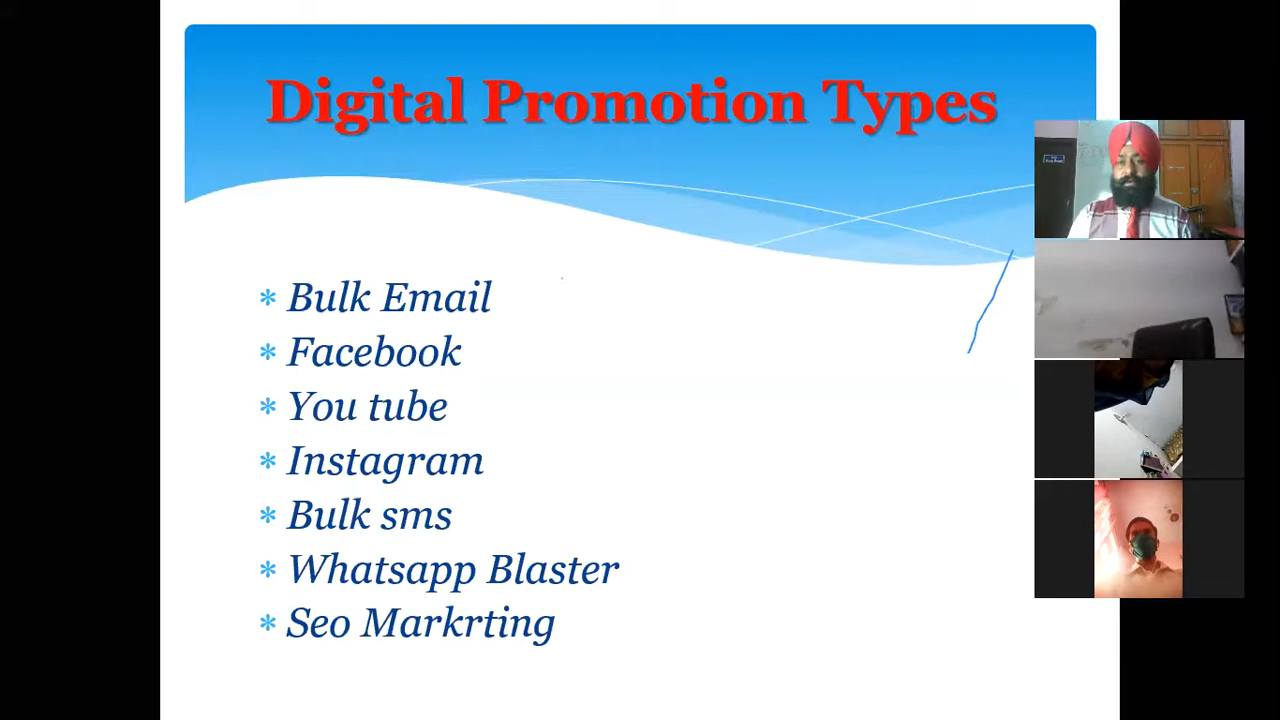 Digital Promotion Types
Bulk Email
Facebook
You tube
Instagram
Bulk sms
Whatsapp Blaster
Seo Markrting